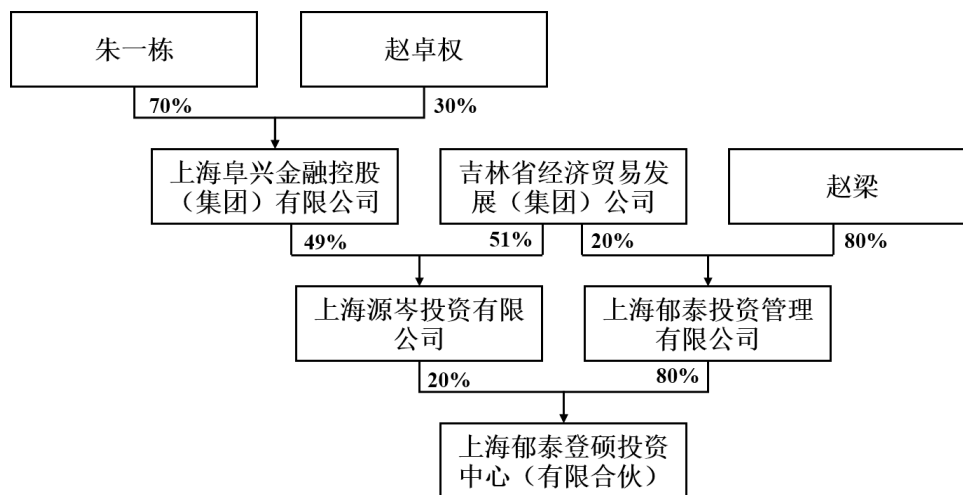 朱一栋
赵卓权
70%
30%
上海阜兴金融控股
（集团）有限公司
吉林省经济贸易发
展（集团）公司
赵梁
49%
51%
20%
80%
上海源岑投资有限
公司
上海郁泰投资管理
有限公司
20%
80%
上海郁泰登硕投资
中心（有限合伙）